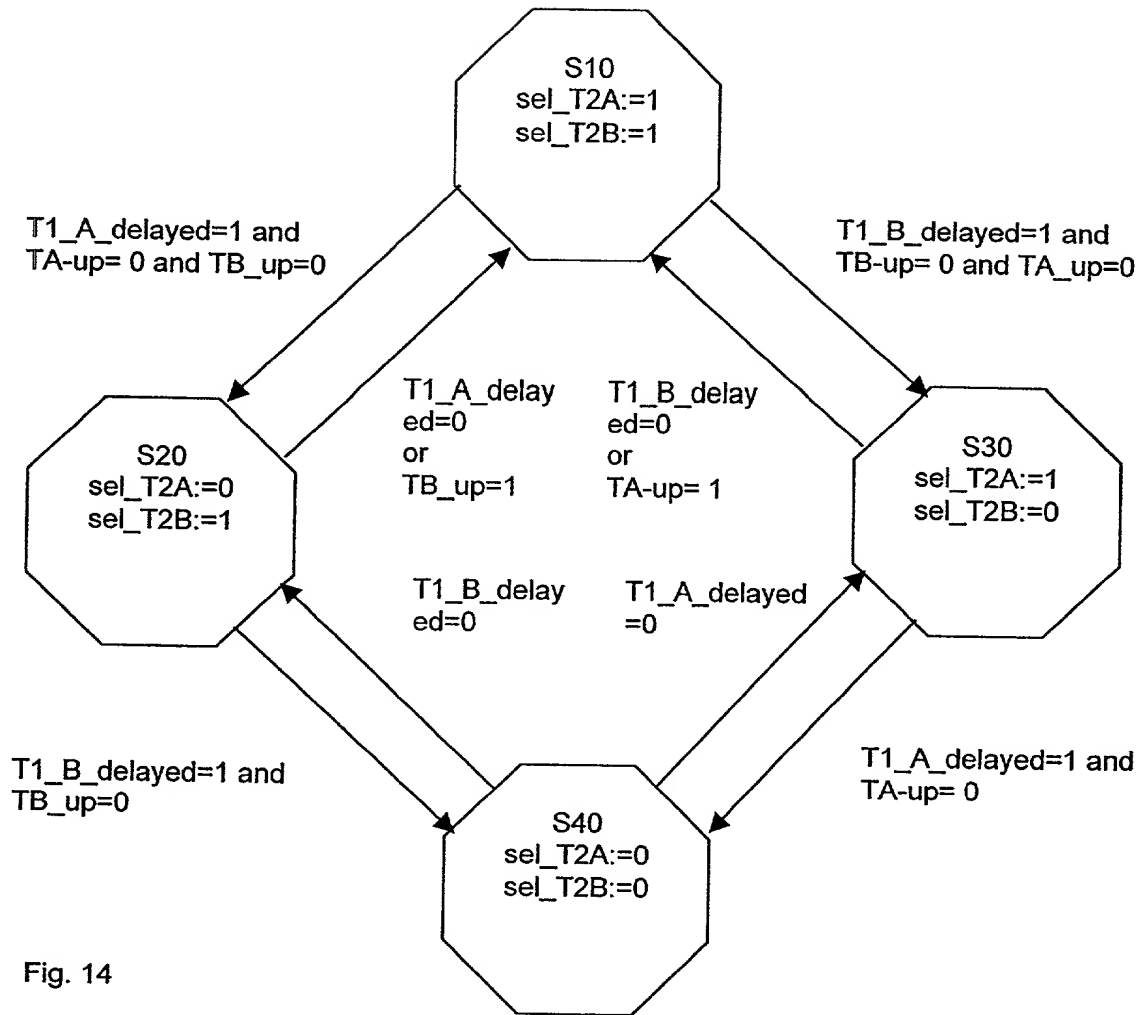 S10
sel_T2A:=1
sel_T2B:=1
T1_A_delayed=1 and
TA-up= 0 and TB_up=0
T1_B_delayed=1 and
TB-up= 0 and TA_up=0
T1_A_delay
ed=0
or
TB_up=1
T1_B_delay
ed=0
or
TA-up= 1
S20
sel_T2A:=0
sel_T2B:=1
S30
sel_T2A:=1
sel_T2B:=0
T1_B_delay
ed=0
T1_A_delayed
=0
T1_B_delayed=1 and
TB_up=0
T1_A_delayed=1 and
TA-up= 0
S40
sel_T2A:=0
sel_T2B:=0
Fig. 14